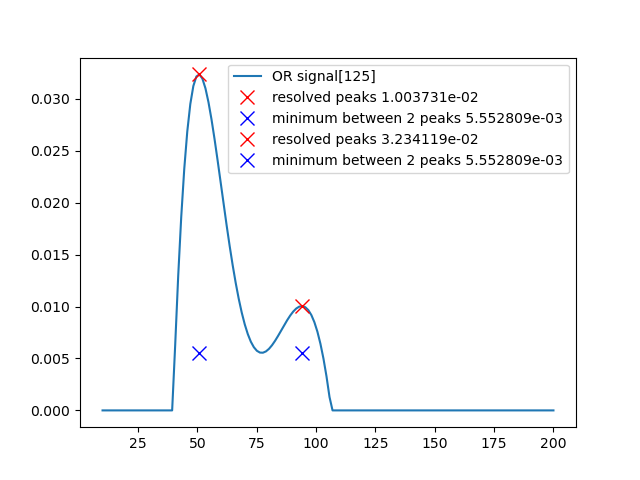 OR signal[125]
resolved peaks 1.003731e-02
minimum between 2 peaks 5.552809e-03
resolved peaks 3.234119e-02
minimum between 2 peaks 5.552809e-03
0.030
0.025
0.020
0.015
0.010
0.005
0.000
25 50 75 100 125 150 175 200